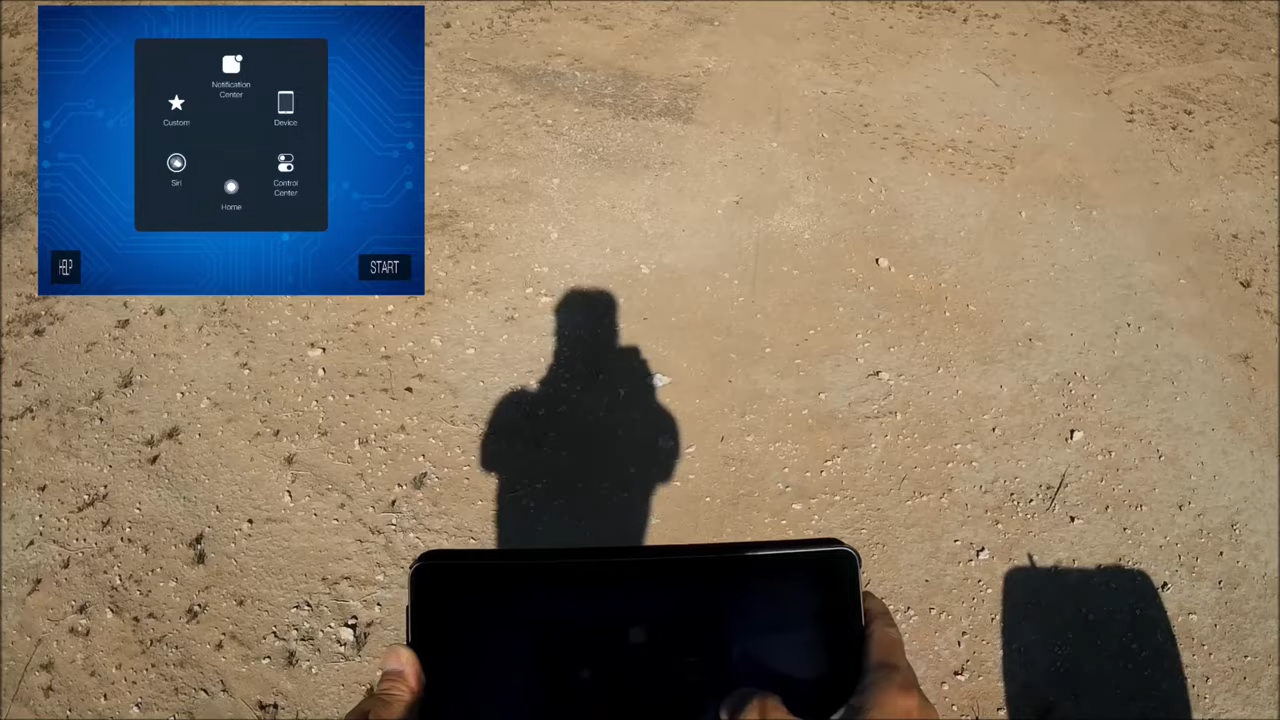 Notification
Center
Custom
Device
Siri
Control
Center
Home
HELP
START